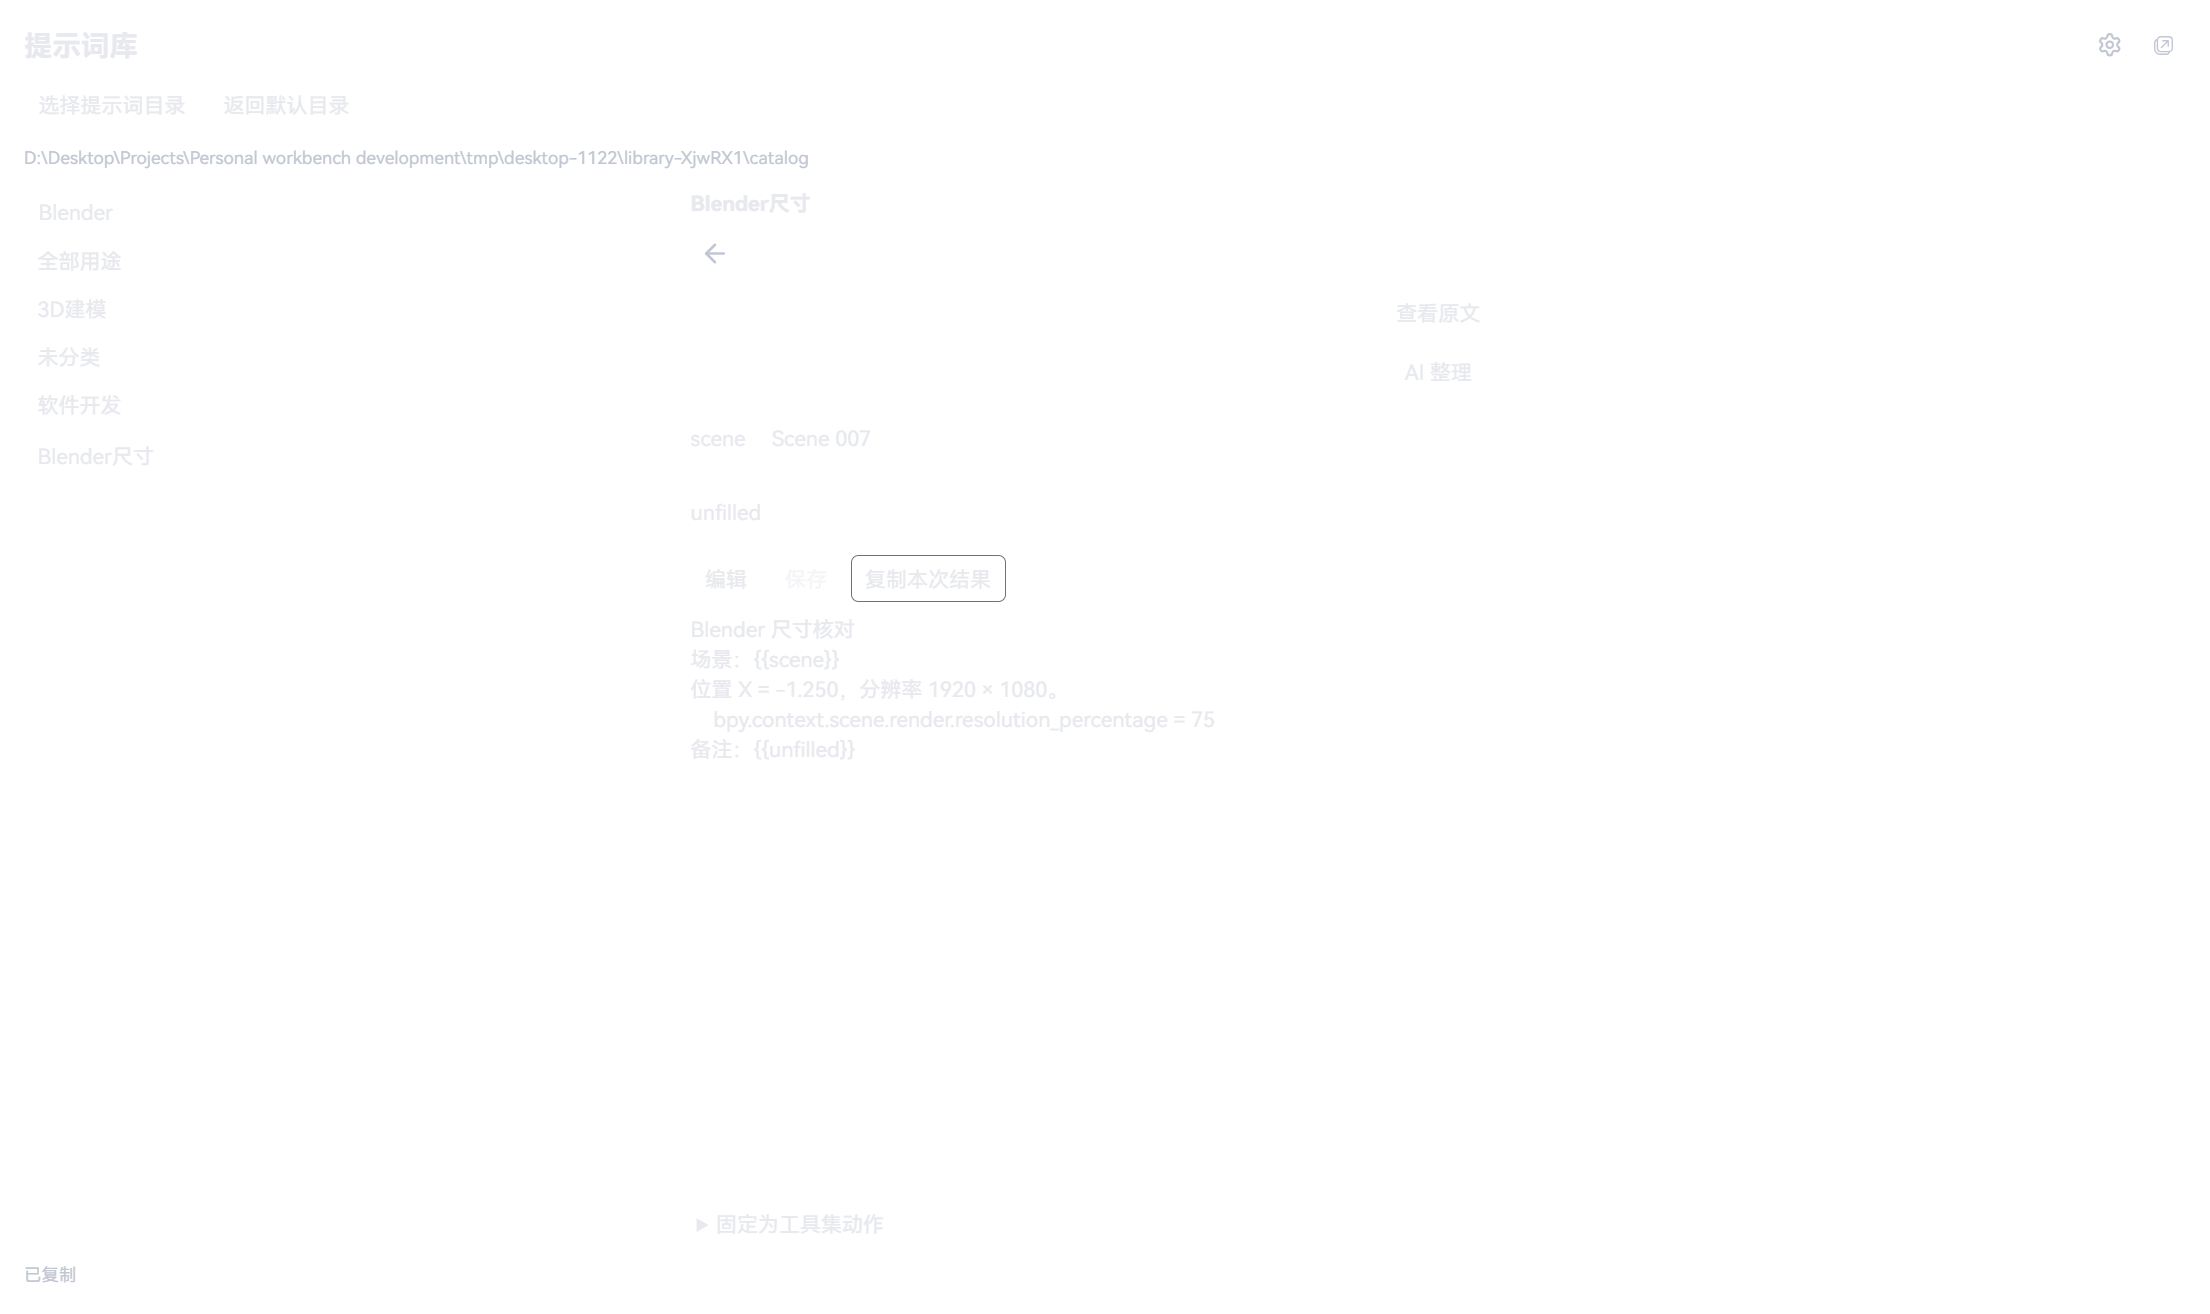 提示词库
选择提示词目录 返回默认目录
D:\Desktop\Projects\Personal workbench development\tmp\desktop-1122\library-XjwRX1\catalog
Blender
全部用途
3D建模
未分类
软件开发
Blender尺寸
Blender尺寸
查看原文
AI 整理
scene Scene 007
unfilled
编辑 保存 复制本次结果
Blender 尺寸核对
场景：{{scene}}
位置 X = -1.250，分辨率 1920 × 1080。
bpy.context.scene.render.resolution_percentage = 75
备注：{{unfilled}}
固定为工具集动作
已复制